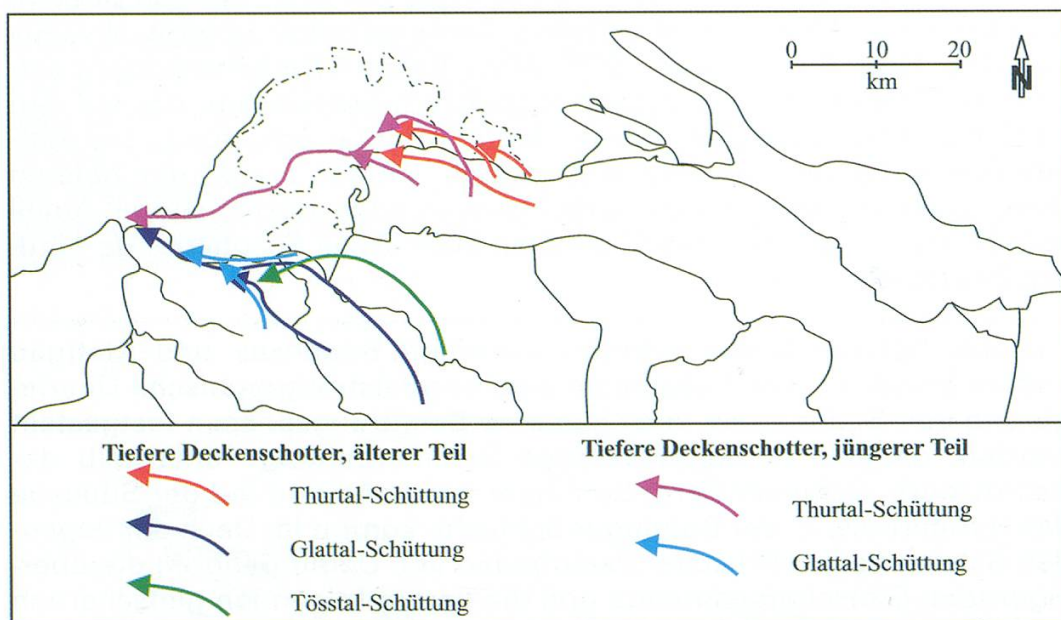 0 10 20
km
N
Tiefere Deckenschotter, älterer Teil
Thurtal-Schüttung
Glattal-Schüttung
Tösstal-Schüttung
Tiefere Deckenschotter, jüngerer Teil
Thurtal-Schüttung
Glattal-Schüttung